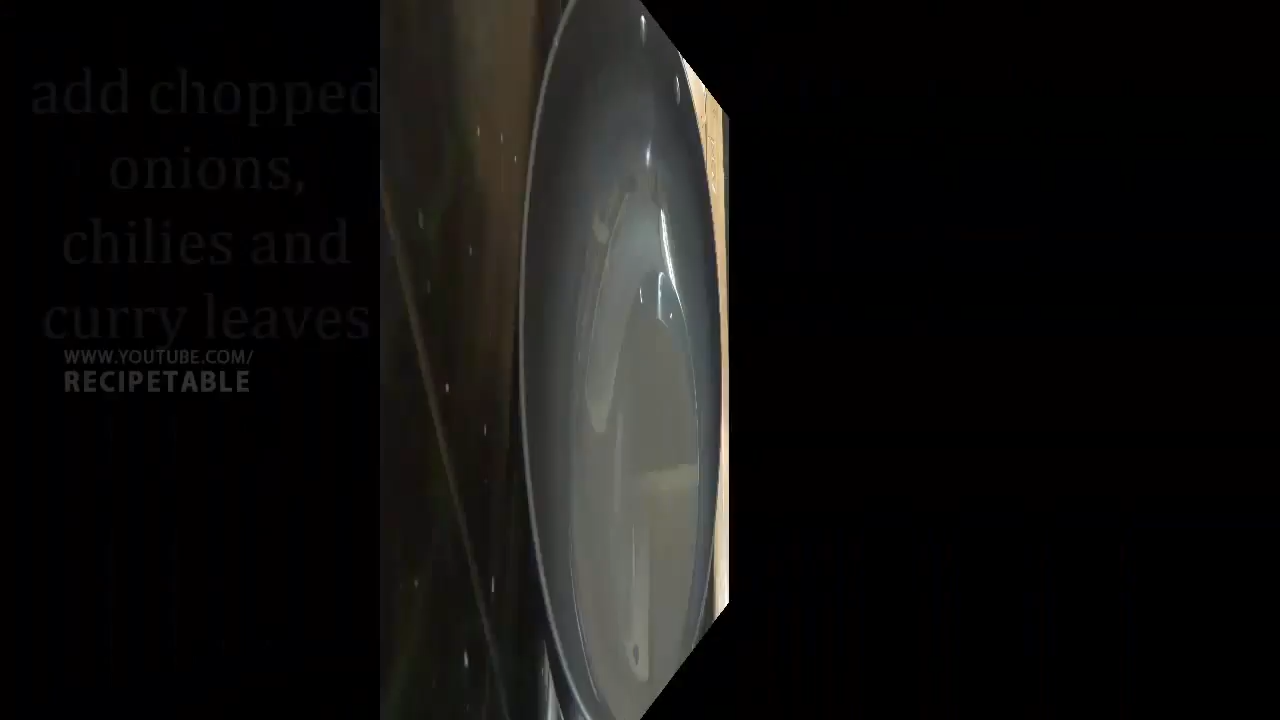 add chopped
onions,
chilies and
curry leaves
WWW.YOUTUBE.COM/
RECIPETABLE